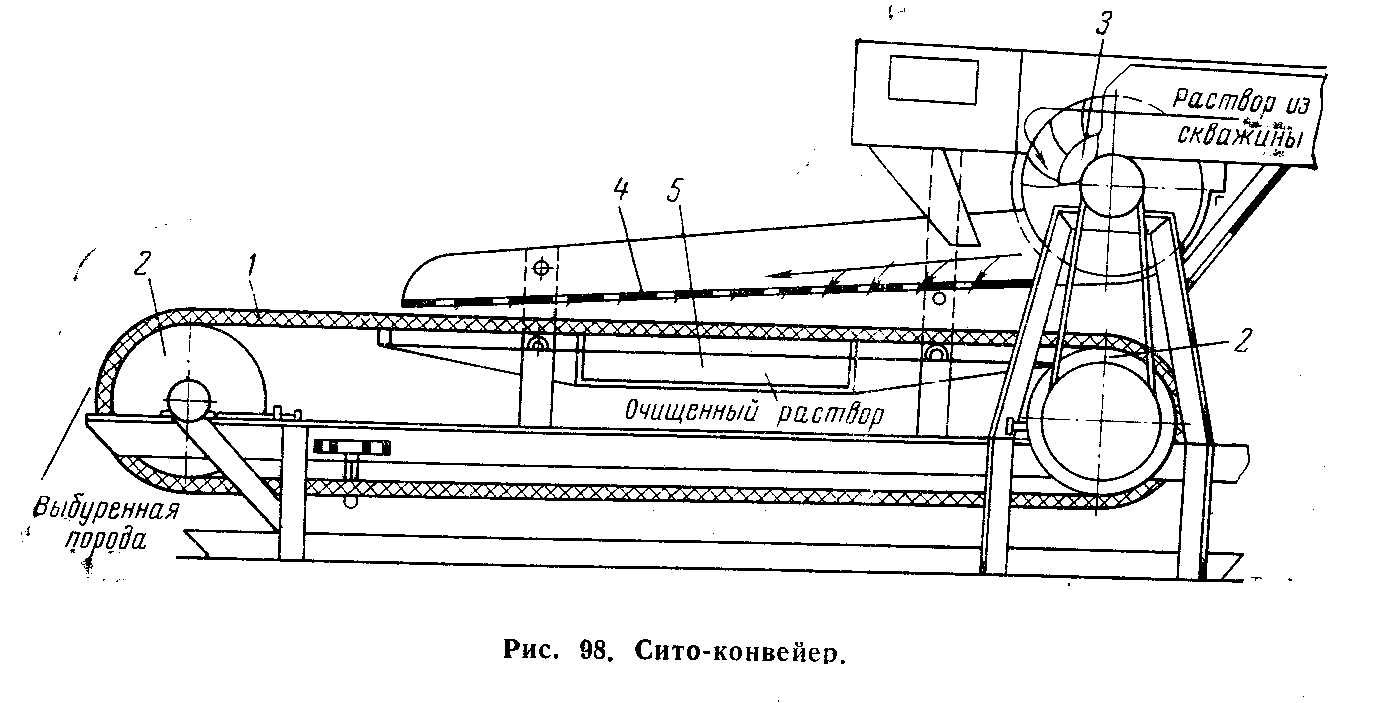 3
Раствор из
скважины
4 5
2 1
2
Очищенный раствор
Выбуренная
порода
Рис. 98. Сито-конвейер.